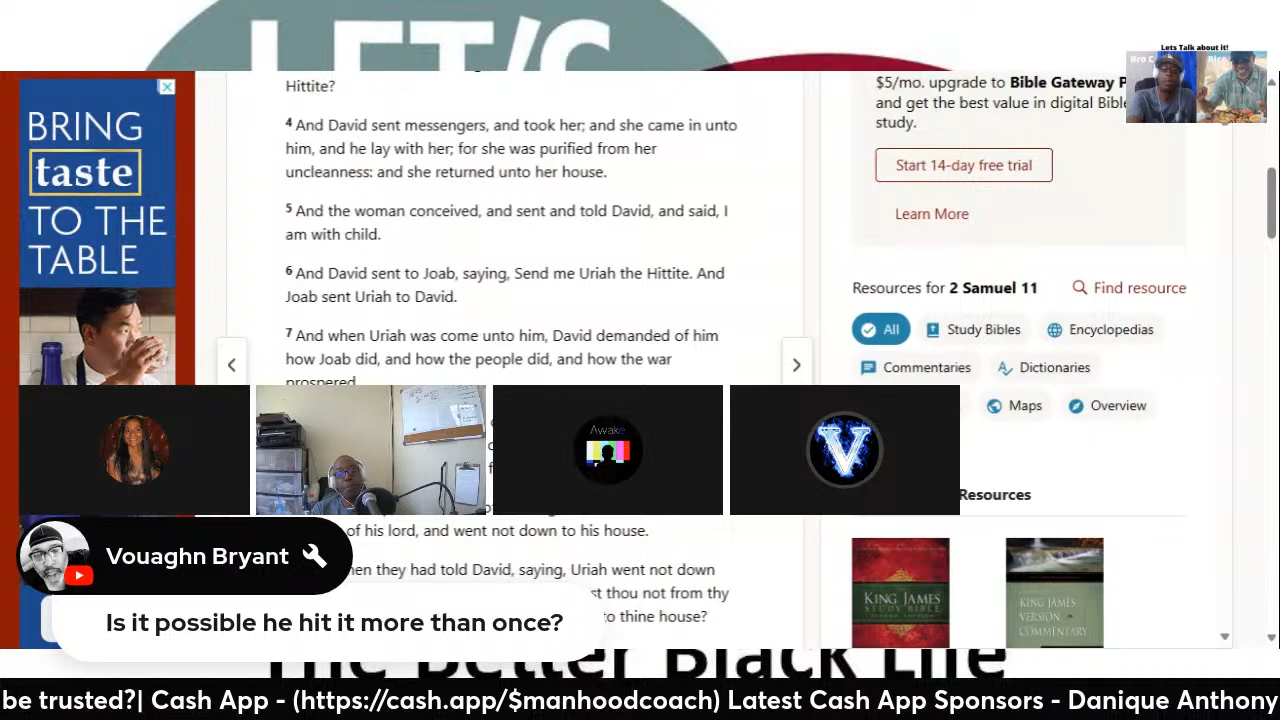 LET'S
Lets Talk about it!
Bro C
Rico
BRING
taste
TO THE
TABLE
Hittite?
4 And David sent messengers, and took her; and she came in unto
him, and he lay with her; for she was purified from her
uncleanness: and she returned unto her house.
5 And the woman conceived, and sent and told David, and said, I
am with child.
6 And David sent to Joab, saying, Send me Uriah the Hittite. And
Joab sent Uriah to David.
7 And when Uriah was come unto him, David demanded of him
how Joab did, and how the people did, and how the war
prospered.
of his lord, and went not down to his house.
hen they had told David, saying, Uriah went not down
st thou not from thy
to thine house?
$5/mo. upgrade to Bible Gateway P
and get the best value in digital Bible
study.
Start 14-day free trial
Learn More
Resources for 2 Samuel 11
Find resource
All
Study Bibles
Encyclopedias
Commentaries
Dictionaries
Maps
Overview
Resources
KING JAMES
STUDY BIBLE
KING JAMES
VERSION
COMMENTARY
Awake
V
Vouaghn Bryant
Is it possible he hit it more than once?
The Better Black Life
be trusted?| Cash App - (https://cash.app/$manhoodcoach) Latest Cash App Sponsors - Danique Anthony